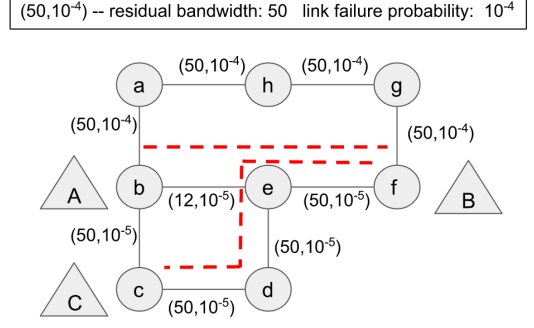 (50,10-4) -- residual bandwidth: 50 link failure probability: 10-4
(50,10-4) (50,10-4)
a h g
(50,10-4) (50,10-4)
A b e f B
(12,10-5) (50,10-5)
(50,10-5) (50,10-5)
C c d
(50,10-5)